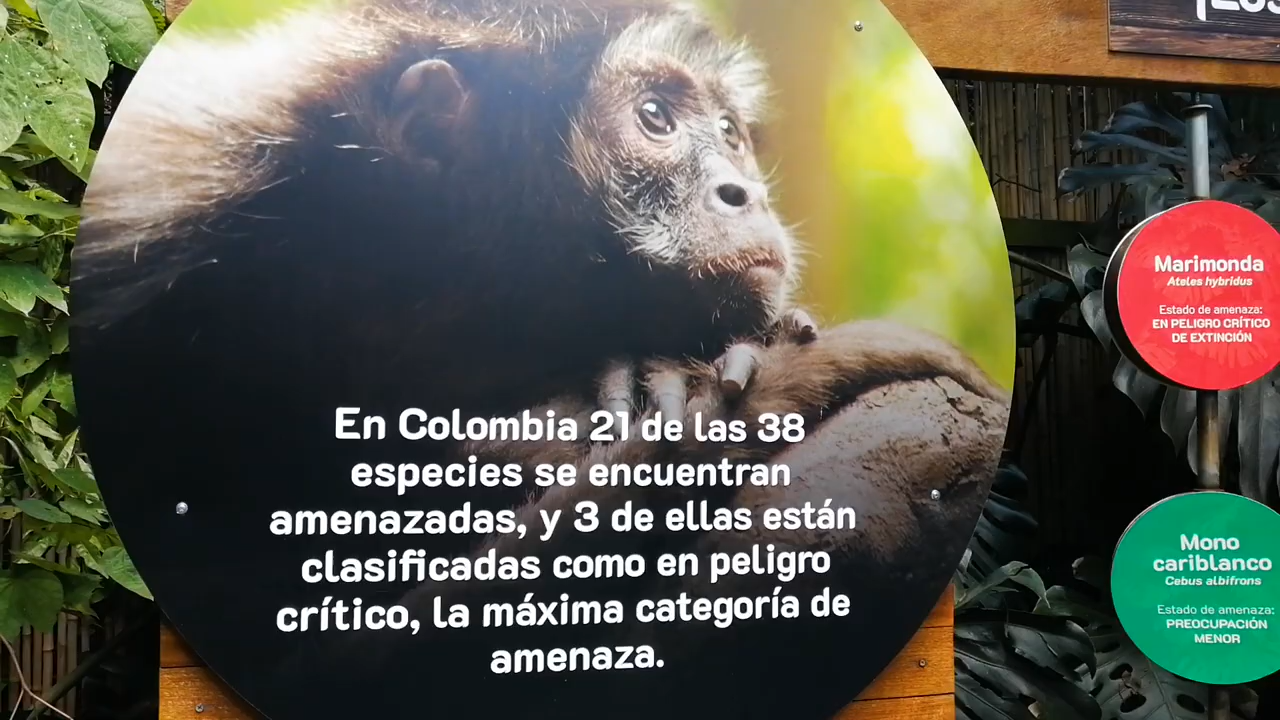 En Colombia 21 de las 38
especies se encuentran
amenazadas, y 3 de ellas están
clasificadas como en peligro
crítico, la máxima categoría de
amenaza.
Marimonda
Ateles hybridus
Estado de amenaza:
EN PELIGRO CRÍTICO
DE EXTINCIÓN
Mono
cariblanco
Cebus albifrons
Estado de amenaza:
PREOCUPACIÓN
MENOR